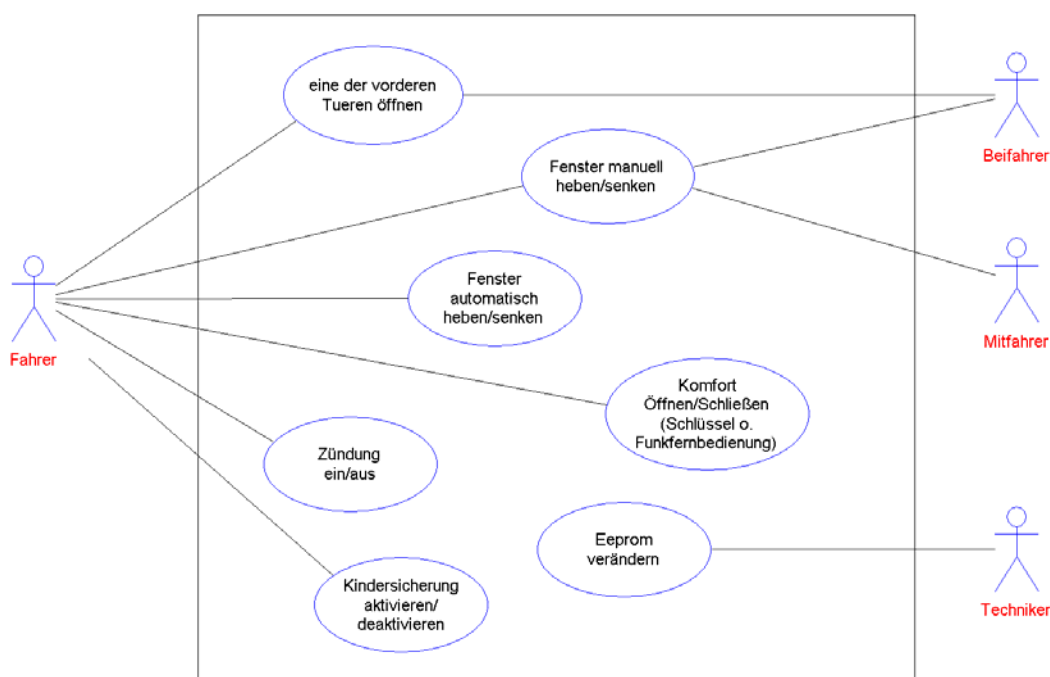 eine der vorderen
Tueren öffnen
Beifahrer
Fenster manuell
heben/senken
Fenster
automatisch
heben/senken
Fahrer
Mitfahrer
Komfort
Öffnen/Schließen
(Schlüssel o.
Funkfernbedienung)
Zündung
ein/aus
Eeprom
verändern
Kindersicherung
aktivieren/
deaktivieren
Techniker